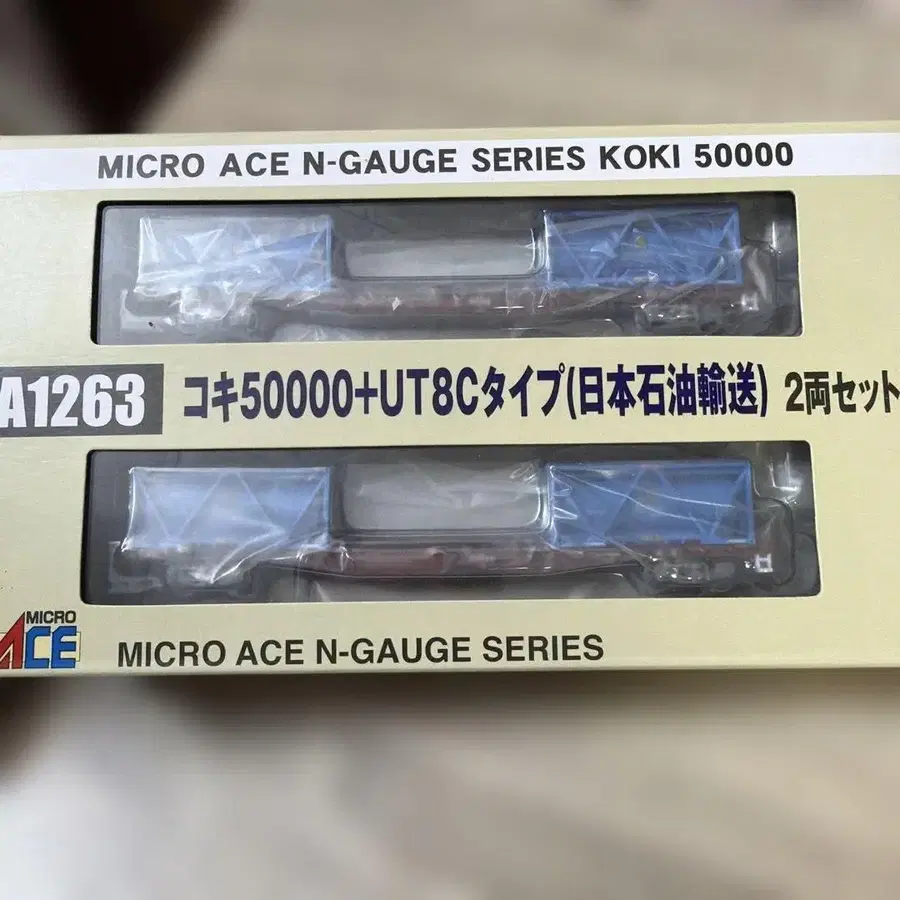 MICRO ACE N-GAUGE SERIES KOKI 50000
A1263 コキ50000+UT8Cタイプ(日本石油輸送) 2両セット
MICRO
ACE
MICRO ACE N-GAUGE SERIES